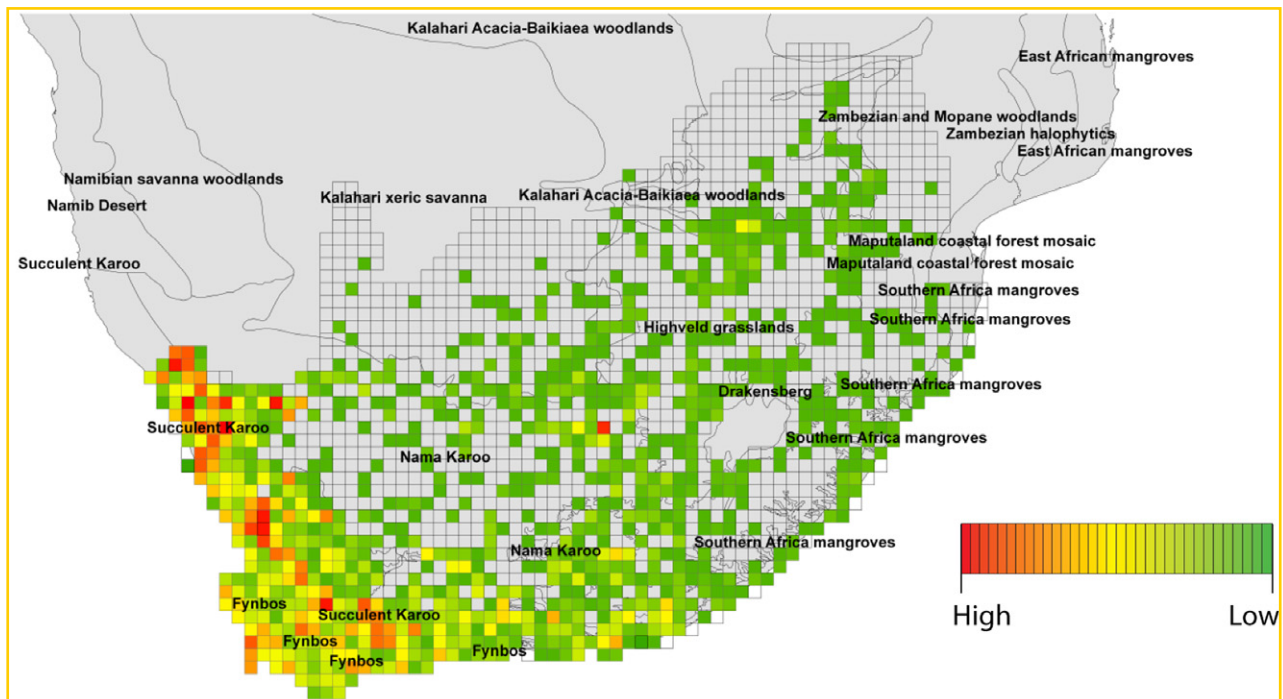 Kalahari Acacia-Baikiaea woodlands
East African mangroves
Zambezian and Mopane woodlands
Zambezian halophytics
East African mangroves
Namibian savanna woodlands
Kalahari xeric savanna
Kalahari Acacia-Baikiaea woodlands
Namib Desert
Maputaland coastal forest mosaic
Succulent Karoo
Maputaland coastal forest mosaic
Southern Africa mangroves
Southern Africa mangroves
Highveld grasslands
Southern Africa mangroves
Drakensberg
Succulent Karoo
Southern Africa mangroves
Nama Karoo
Southern Africa mangroves
Nama Karoo
Fynbos
Succulent Karoo
Fynbos
Fynbos
Fynbos
High
Low